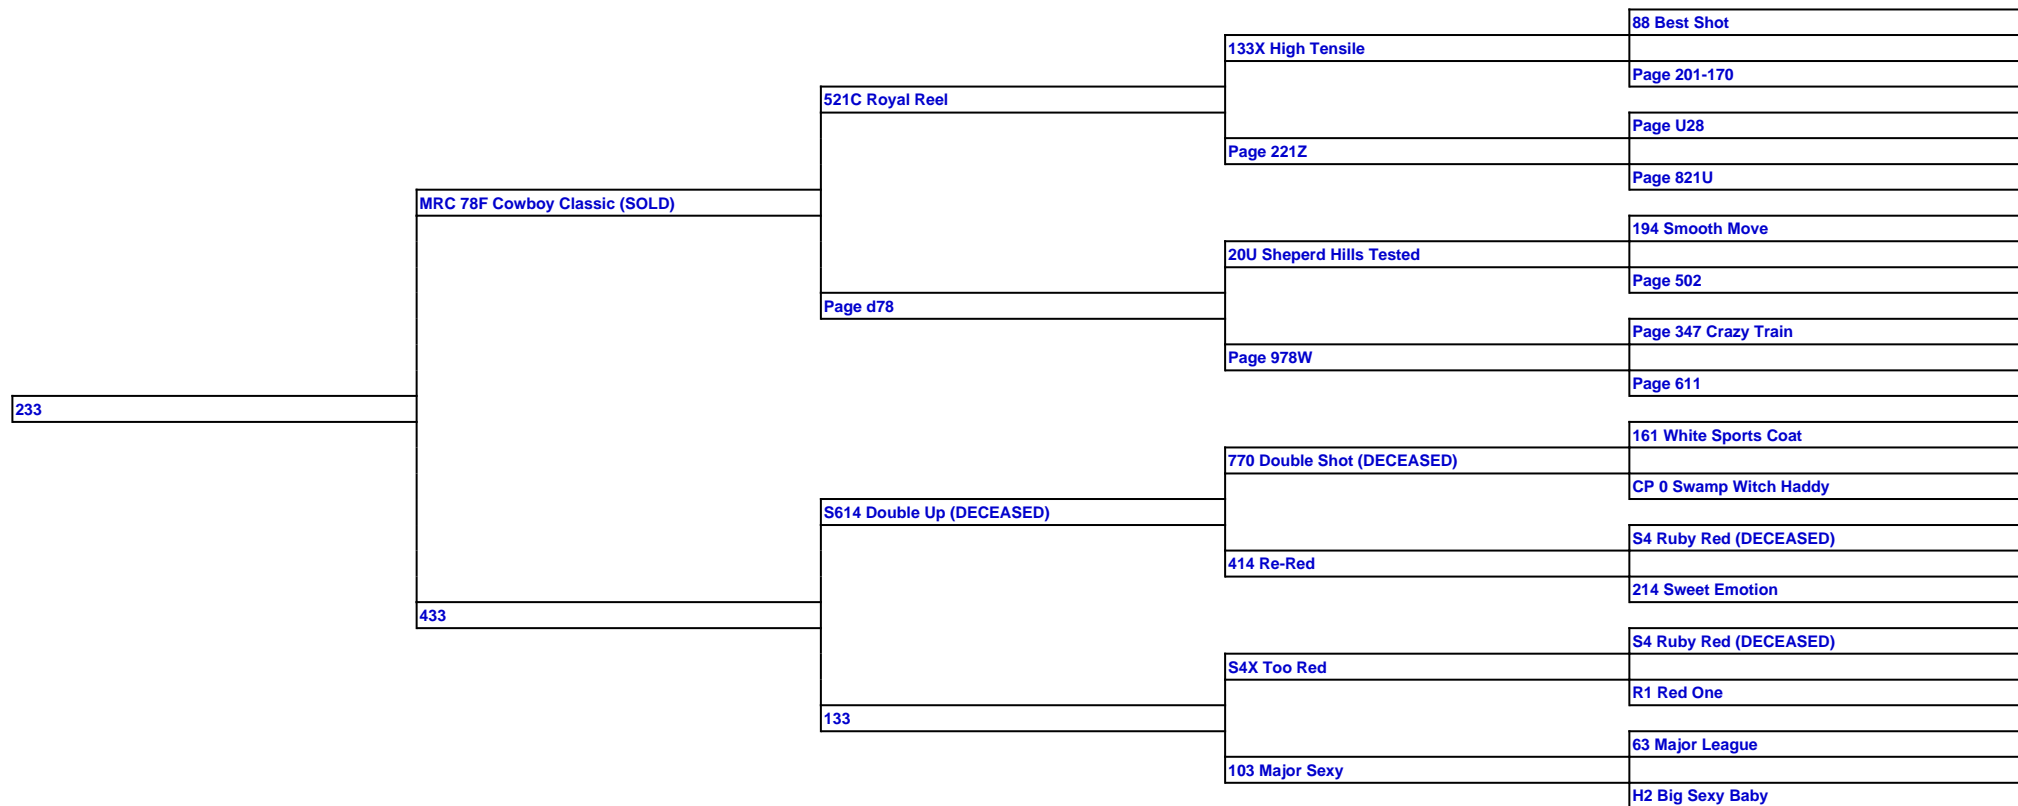 88 Best Shot
133X High Tensile
Page 201-170
521C Royal Reel
Page U28
Page 221Z
Page 821U
MRC 78F Cowboy Classic (SOLD)
194 Smooth Move
20U Sheperd Hills Tested
Page 502
Page d78
Page 347 Crazy Train
Page 978W
Page 611
233
161 White Sports Coat
770 Double Shot (DECEASED)
CP 0 Swamp Witch Haddy
S614 Double Up (DECEASED)
S4 Ruby Red (DECEASED)
414 Re-Red
214 Sweet Emotion
433
S4 Ruby Red (DECEASED)
S4X Too Red
R1 Red One
133
63 Major League
103 Major Sexy
H2 Big Sexy Baby